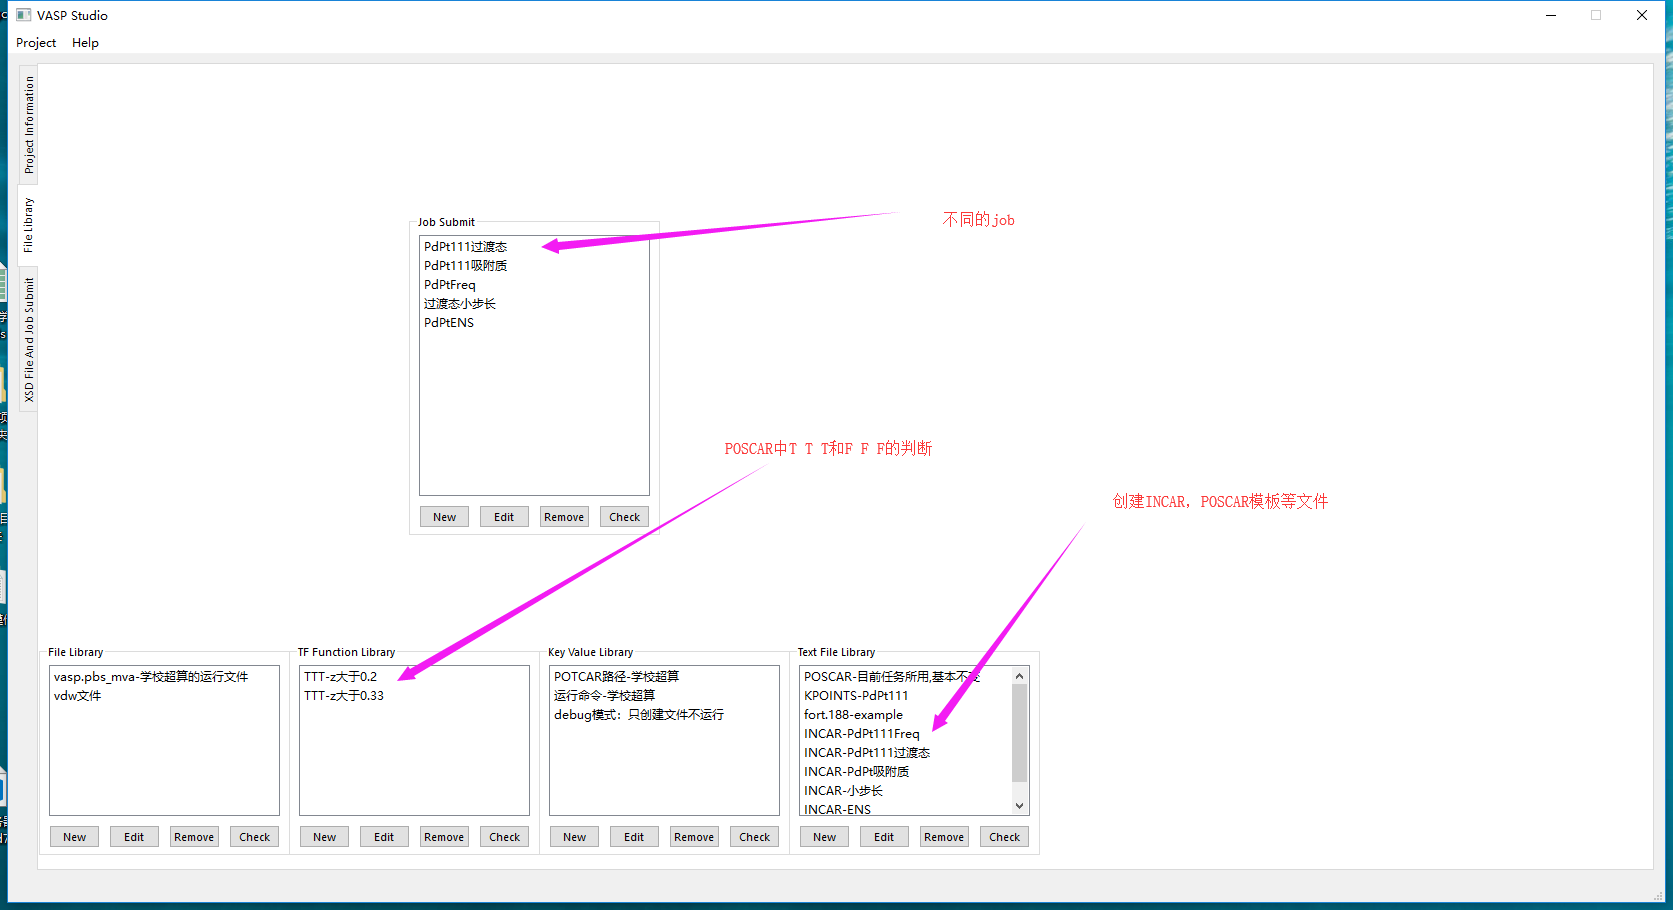 VASP Studio
Project Help
Project Information
File Library
XSD File And Job Submit
Job Submit
PdPt111过渡态
PdPt111吸附质
PdPtFreq
过渡态小步长
PdPtENS
New Edit Remove Check
不同的job
POSCAR中T T T和F F F的判断
创建INCAR，POSCAR模板等文件
File Library
vasp.pbs_mva-学校超算的运行文件
vdw文件
New Edit Remove Check
TF Function Library
TTT-z大于0.2
TTT-z大于0.33
New Edit Remove Check
Key Value Library
POTCAR路径-学校超算
运行命令-学校超算
debug模式：只创建文件不运行
New Edit Remove Check
Text File Library
POSCAR-目前任务所用,基本不变
KPOINTS-PdPt111
fort.188-example
INCAR-PdPt111Freq
INCAR-PdPt111过渡态
INCAR-PdPt吸附质
INCAR-小步长
INCAR-ENS
New Edit Remove Check